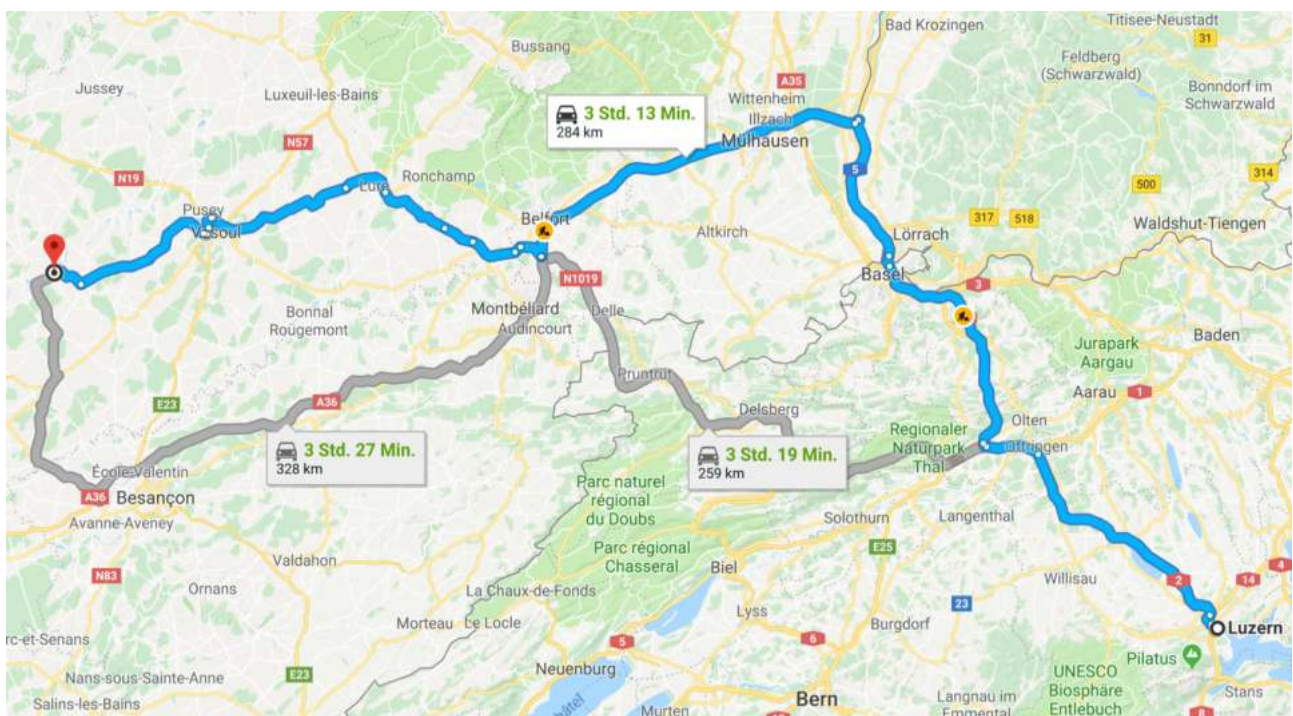 Bad Krozingen
Titisee-Neustadt
31
Bussang
Feldberg
(Schwarzwald)
Bonndorf im
Schwarzwald
Jussey
Luxeuil-les-Bains
A35
Wittenheim
Illzach
Mülhausen
3 Std. 13 Min.
284 km
N57
N19
Ronchamp
Lure
5
500
314
Pusey
Vesoul
Belfort
Altkirch
Lörrach
317
518
Waldshut-Tiengen
Basel
3
N1019
Bonnal
Rougemont
Montbéliard
Audincourt
Delle
Jurapark
Aargau
Baden
Pruntrut
Aarau
1
E23
A36
Delsberg
Olten
Oftringen
3 Std. 27 Min.
328 km
3 Std. 19 Min.
259 km
Regionaler
Naturpark
Thal
École-Valentin
A36
Besançon
Avanne-Aveney
Parc naturel
régional
du Doubs
Solothurn
Langenthal
Valdahon
Parc régional
Chasseral
E25
N83
Ornans
La Chaux-de-Fonds
Biel
Willisau
2
14
4
Lyss
23
Burgdorf
Morteau
Le Locle
Luzern
5
6
Pilatus
E23
Neuenburg
UNESCO
Biosphäre
Entlebuch
Stans
Nans-sous-Sainte-Anne
Salins-les-Bains
Bern
Langnau im
Emmental
Murten
8